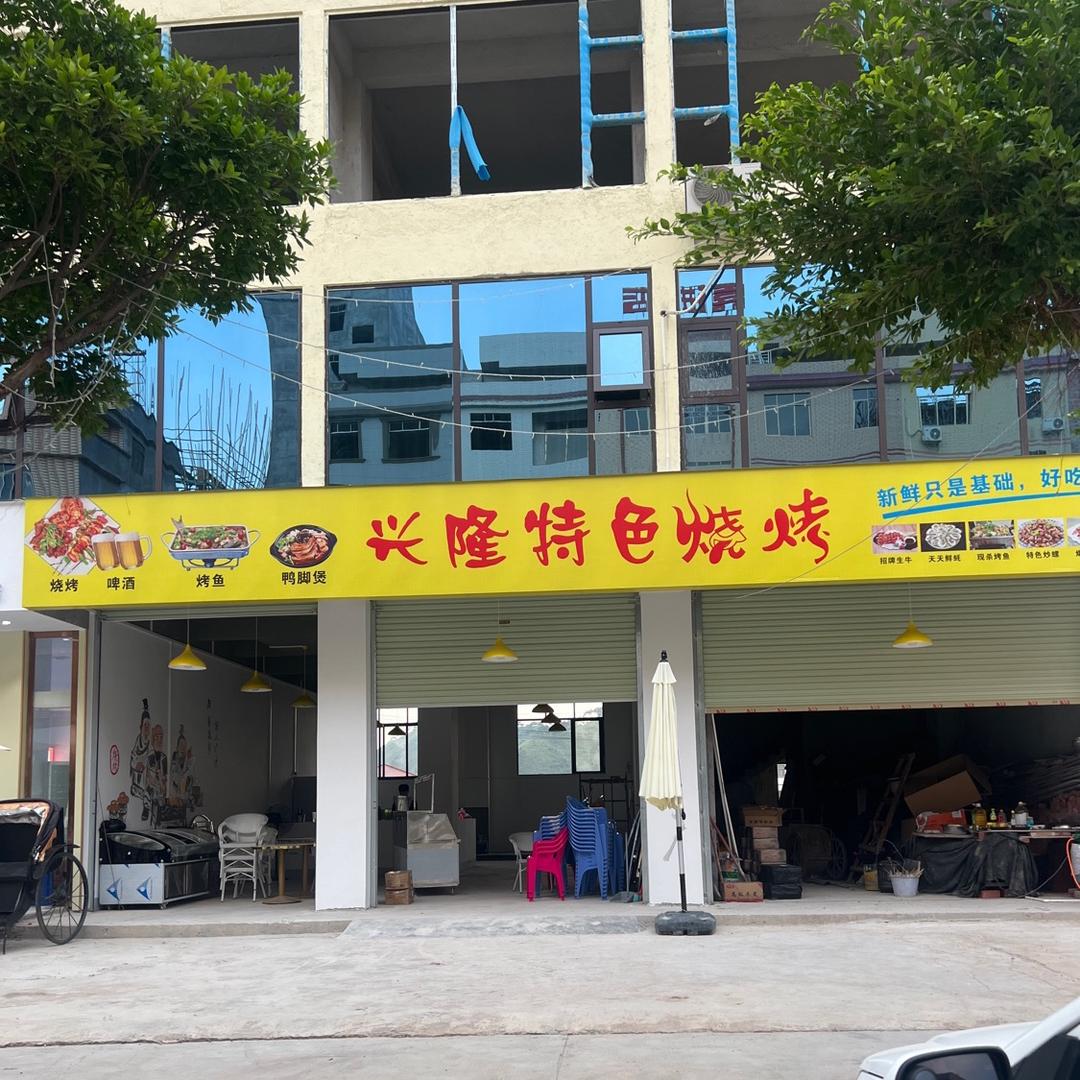 兴隆特色烧烤
烧烤
啤酒
烤鱼
鸭脚煲
新鲜只是基础，好吃
招牌生牛
天天鲜蚝
现杀烤鱼
特色炒螺